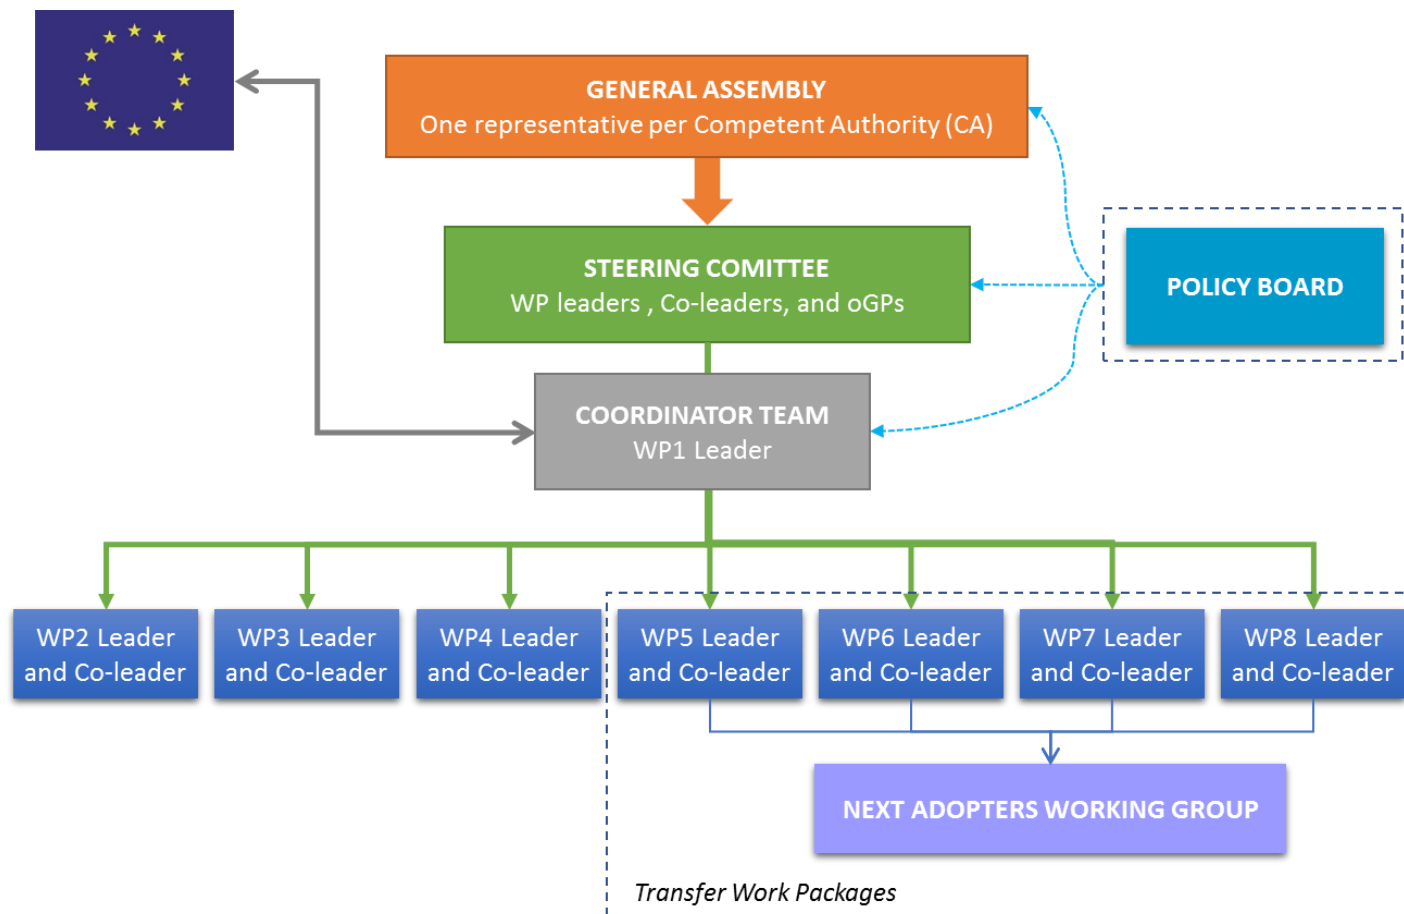 GENERAL ASSEMBLY
One representative per Competent Authority (CA)
STEERING COMITTEE
WP leaders , Co-leaders, and oGPs
POLICY BOARD
COORDINATOR TEAM
WP1 Leader
WP2 Leader
and Co-leader
WP3 Leader
and Co-leader
WP4 Leader
and Co-leader
WP5 Leader
and Co-leader
WP6 Leader
and Co-leader
WP7 Leader
and Co-leader
WP8 Leader
and Co-leader
NEXT ADOPTERS WORKING GROUP
Transfer Work Packages